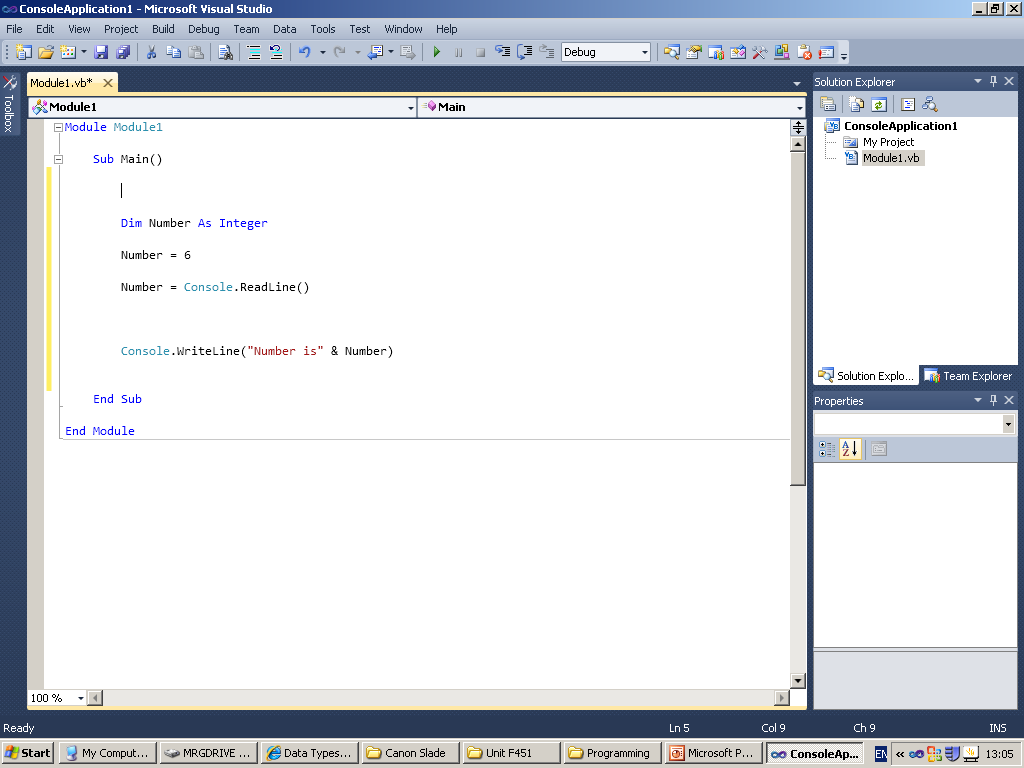 ConsoleApplication1 - Microsoft Visual Studio
File Edit View Project Build Debug Team Data Tools Test Window Help
Debug
Toolbox
Module1.vb*
Module1 Main
Module Module1
Sub Main()
Dim Number As Integer
Number = 6
Number = Console.ReadLine()
Console.WriteLine("Number is" & Number)
End Sub
End Module
100 %
Solution Explorer
ConsoleApplication1
My Project
Module1.vb
Solution Explo... Team Explorer
Properties
Ready Ln 5 Col 9 Ch 9 INS
Start My Comput... MRGDRIVE ... Data Types... Canon Slade Unit F451 Programming Microsoft P... ConsoleAp... EN « 13:05